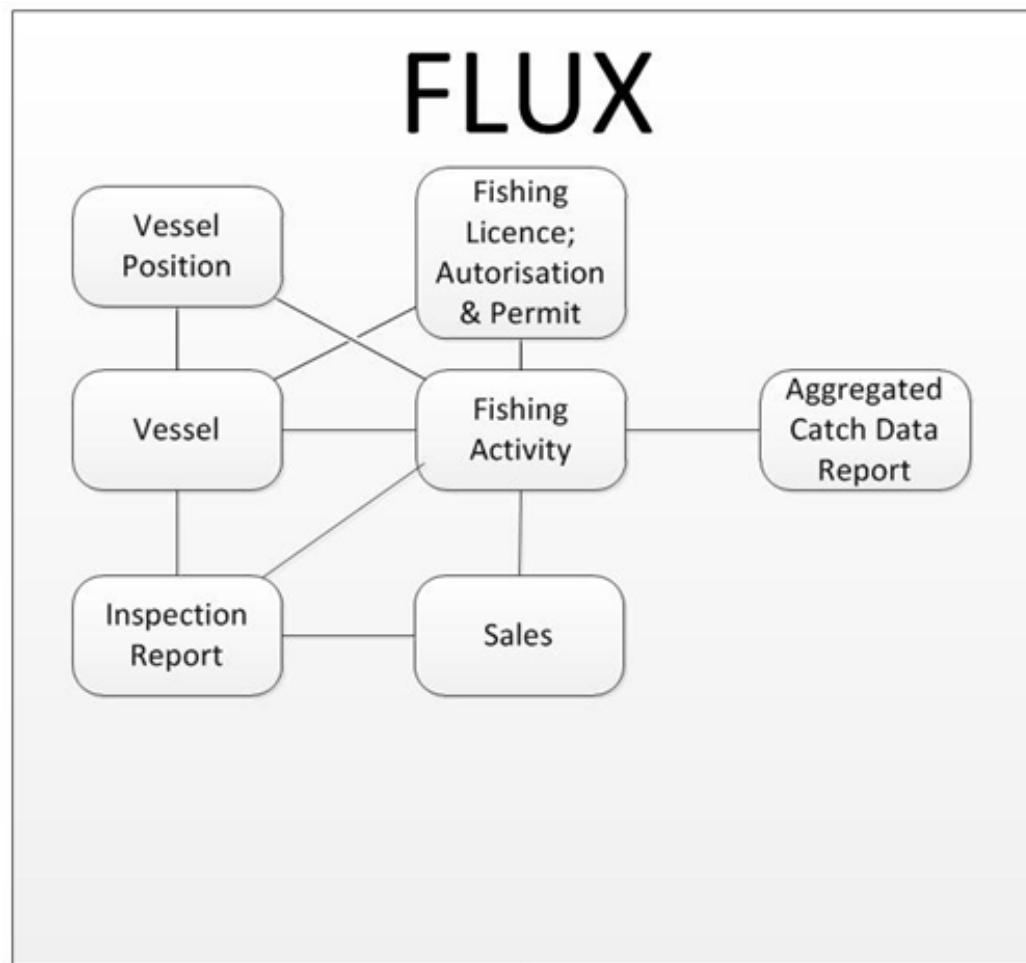 FLUX
Vessel
Position
Fishing
Licence;
Autorisation
& Permit
Vessel
Fishing
Activity
Aggregated
Catch Data
Report
Inspection
Report
Sales